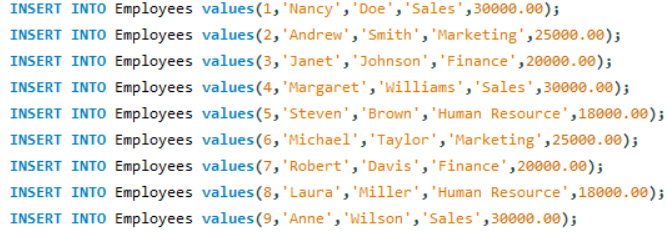 INSERT INTO Employees values(1,'Nancy','Doe','Sales',30000.00);
INSERT INTO Employees values(2,'Andrew','Smith','Marketing',25000.00);
INSERT INTO Employees values(3,'Janet','Johnson','Finance',20000.00);
INSERT INTO Employees values(4,'Margaret','Williams','Sales',30000.00);
INSERT INTO Employees values(5,'Steven','Brown','Human Resource',18000.00);
INSERT INTO Employees values(6,'Michael','Taylor','Marketing',25000.00);
INSERT INTO Employees values(7,'Robert','Davis','Finance',20000.00);
INSERT INTO Employees values(8,'Laura','Miller','Human Resource',18000.00);
INSERT INTO Employees values(9,'Anne','Wilson','Sales',30000.00);